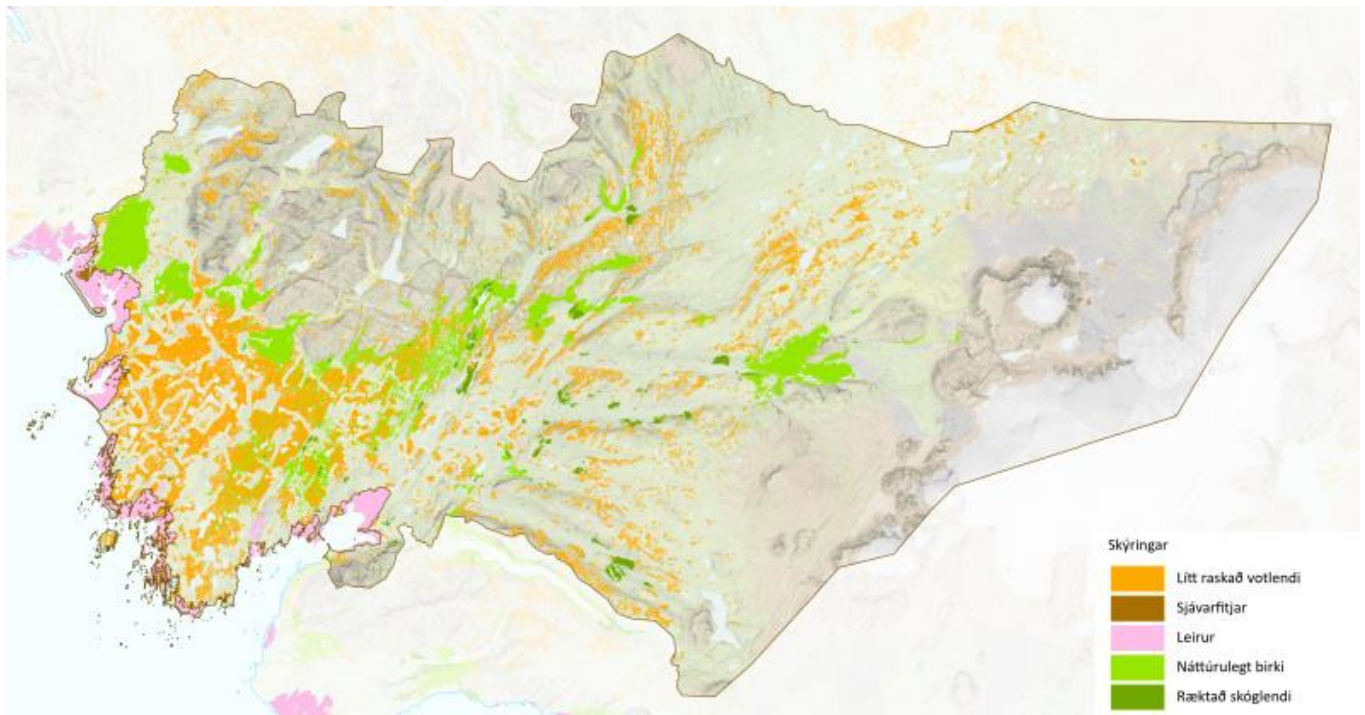 Skýringar
Lítt raskað votlendi
Sjávarfitjar
Leirur
Náttúrulegt birki
Ræktað skóglendi